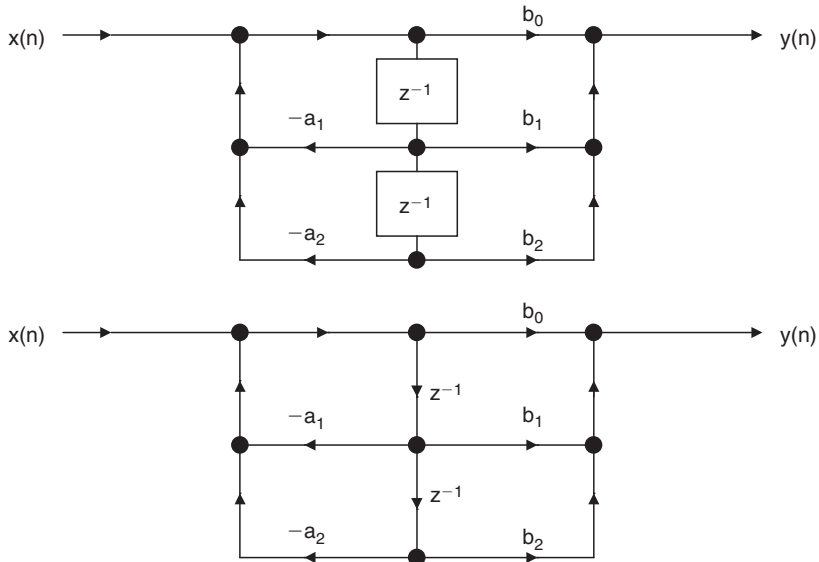 b₀
x(n) y(n)
z⁻¹
−a₁ b₁
z⁻¹
−a₂ b₂
b₀
x(n) y(n)
z⁻¹
−a₁ b₁
z⁻¹
−a₂ b₂